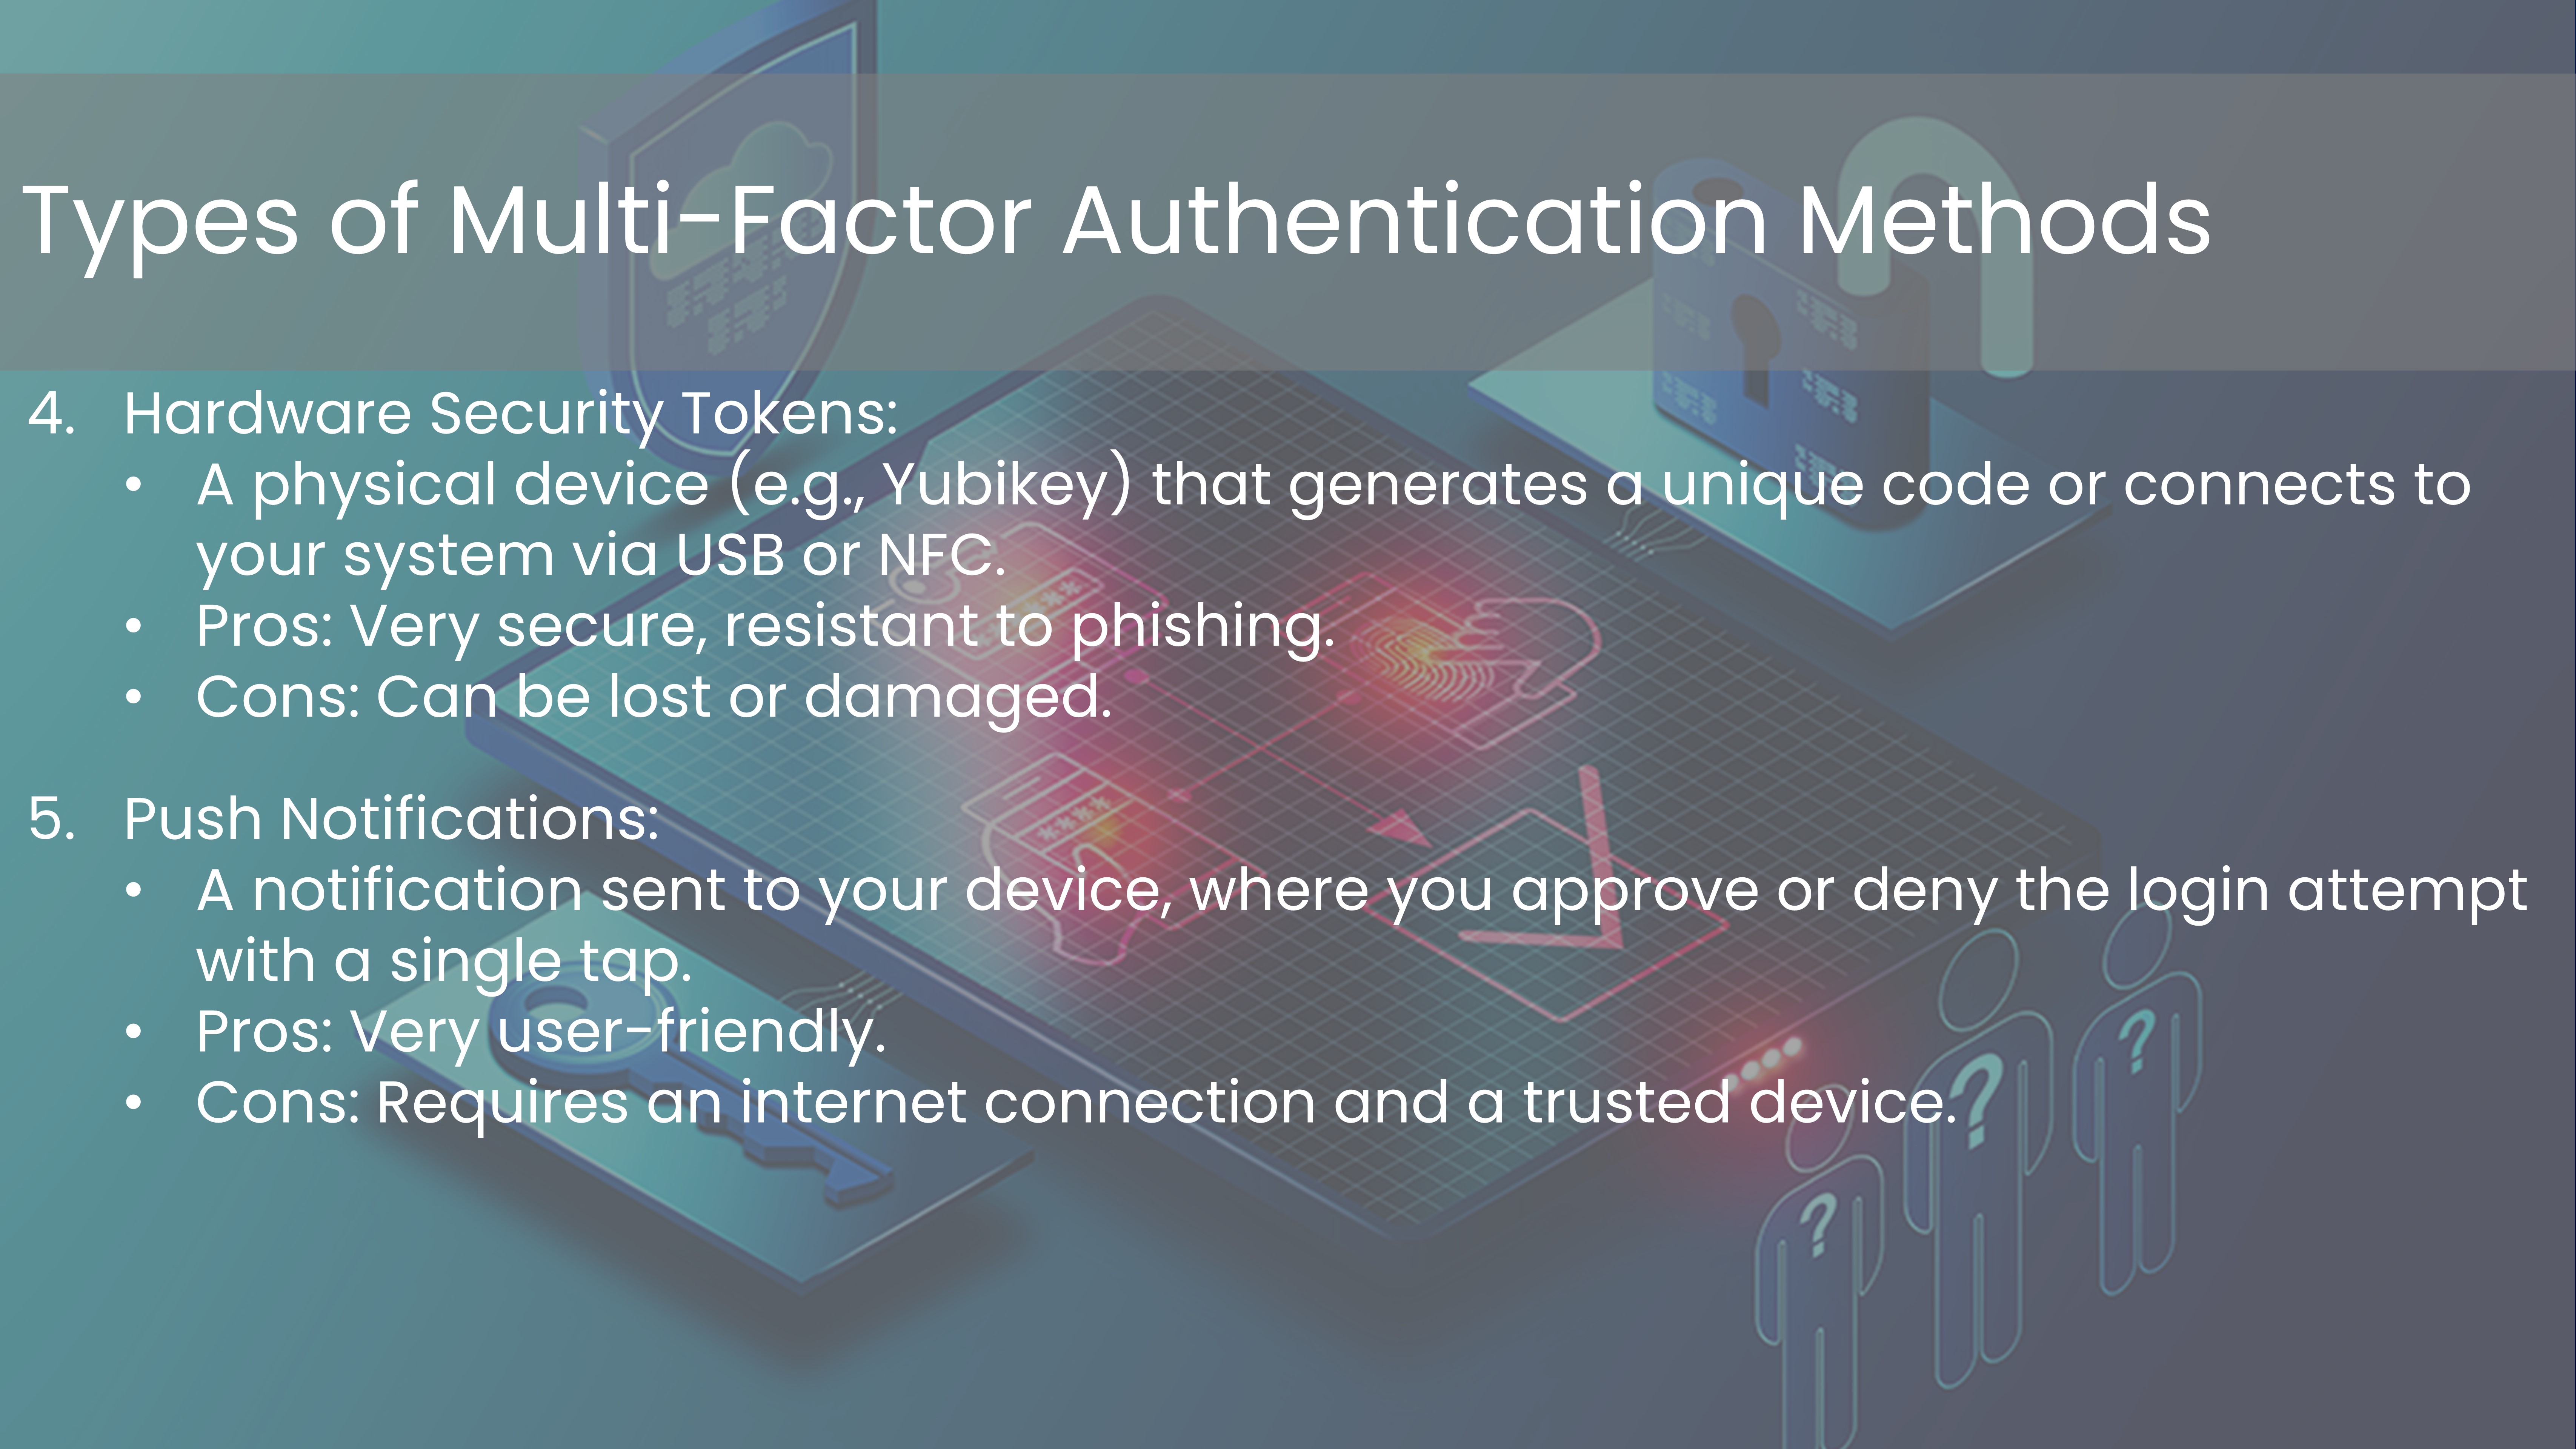 Types of Multi-Factor Authentication Methods
4. Hardware Security Tokens:
• A physical device (e.g., Yubikey) that generates a unique code or connects to
your system via USB or NFC.
• Pros: Very secure, resistant to phishing.
• Cons: Can be lost or damaged.
5. Push Notifications:
• A notification sent to your device, where you approve or deny the login attempt
with a single tap.
• Pros: Very user-friendly.
• Cons: Requires an internet connection and a trusted device.